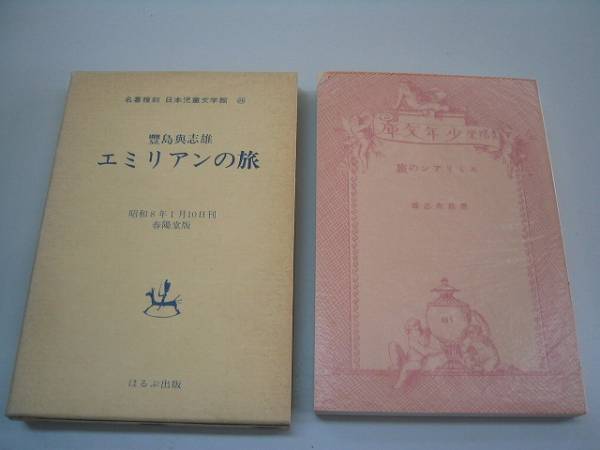 名著複刻 日本児童文学館
豐島與志雄
エミリアンの旅
昭和8年1月10日刊
春陽堂版
ほるぷ出版
庫文年少堂陽春
旅のンアリミエ